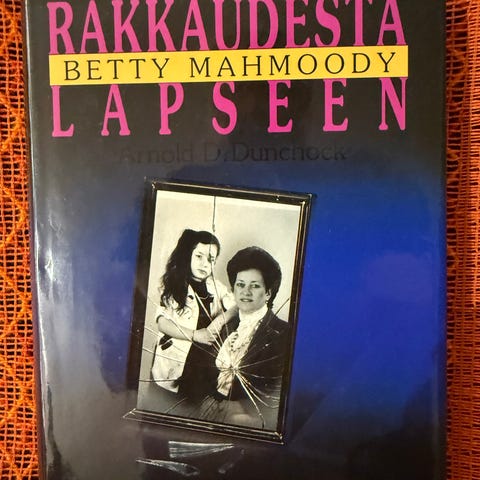 RAKKAUDESTA
BETTY MAHMOODY
LAPSEEN
Arnold D. Dunchock